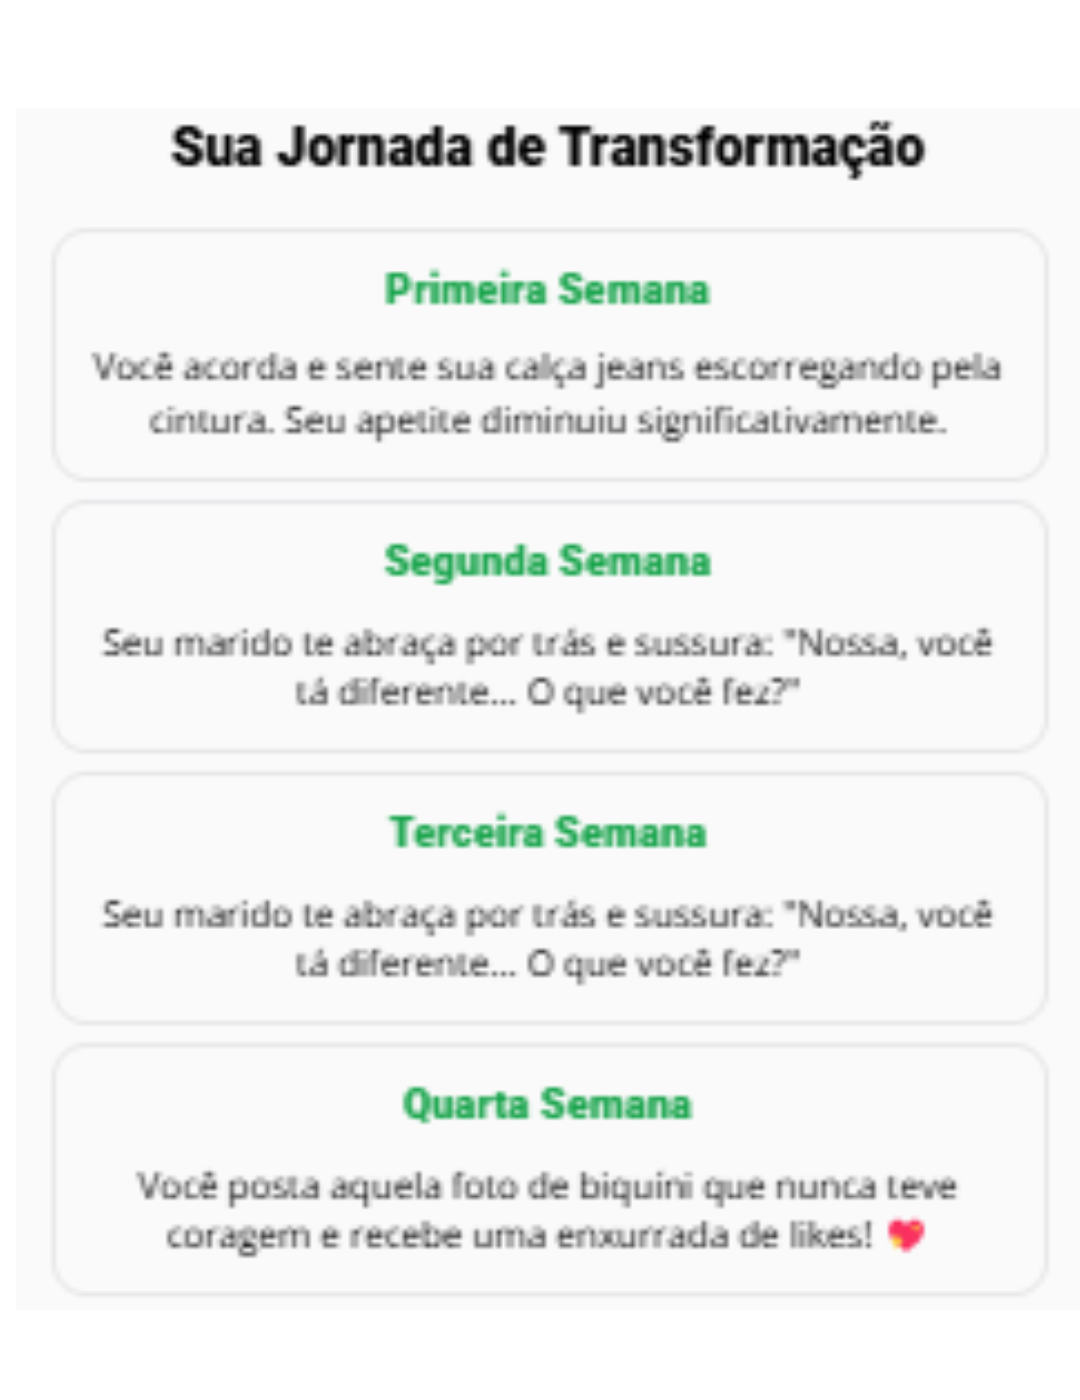 Sua Jornada de Transformação
Primeira Semana
Você acorda e sente sua calça jeans escorregando pela
cintura. Seu apetite diminuiu significativamente.
Segunda Semana
Seu marido te abraça por trás e sussura: "Nossa, você
tá diferente... O que você fez?"
Terceira Semana
Seu marido te abraça por trás e sussura: "Nossa, você
tá diferente... O que você fez?"
Quarta Semana
Você posta aquela foto de biquini que nunca teve
coragem e recebe uma enxurrada de likes! 💖